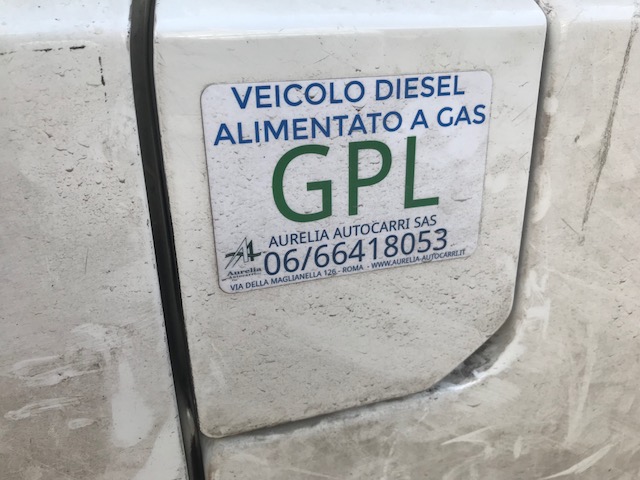 VEICOLO DIESEL
ALIMENTATO A GAS
GPL
AURELIA AUTOCARRI SAS
Aurelia
06/66418053
VIA DELLA MAGLIANELLA 126 - ROMA - WWW.AURELIA-AUTOCARRI.IT